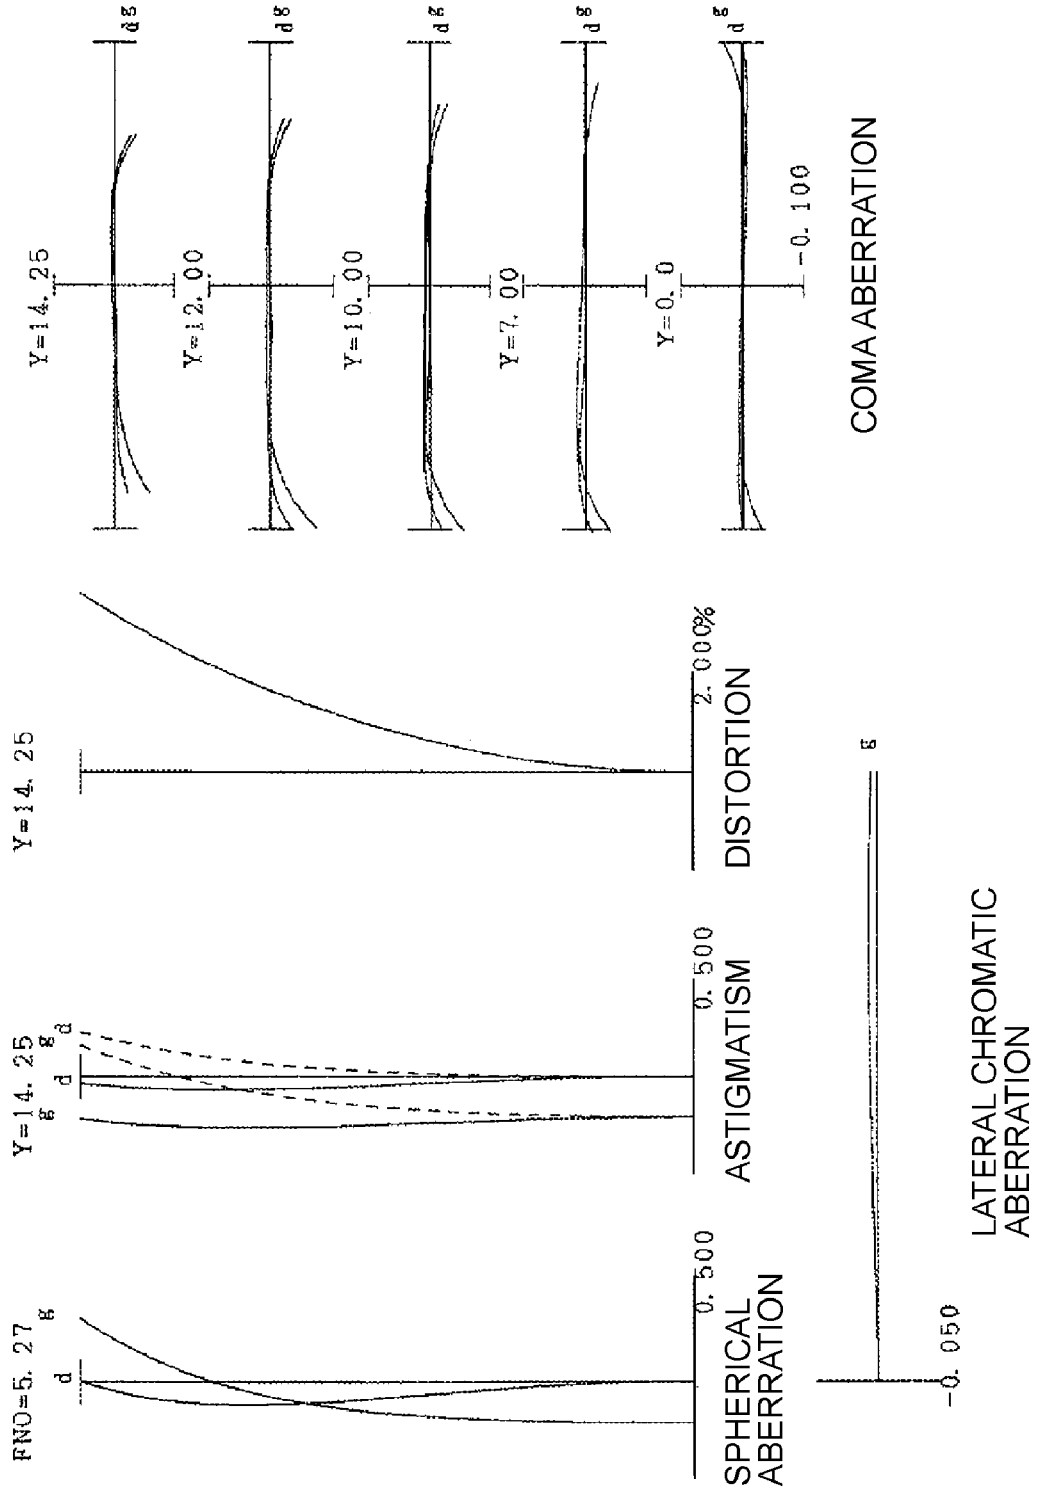 FNO=5. 27
d
g
0. 500
SPHERICAL
ABERRATION
Y=14. 25
g
d
g
d
0. 500
ASTIGMATISM
Y=14. 25
2. 000%
DISTORTION
Y=14. 25
d g
Y=12. 00
d g
Y=10. 00
d g
Y=7. 00
d g
Y=0. 0
d g
-0. 100
COMA ABERRATION
g
-0. 050
LATERAL CHROMATIC
ABERRATION